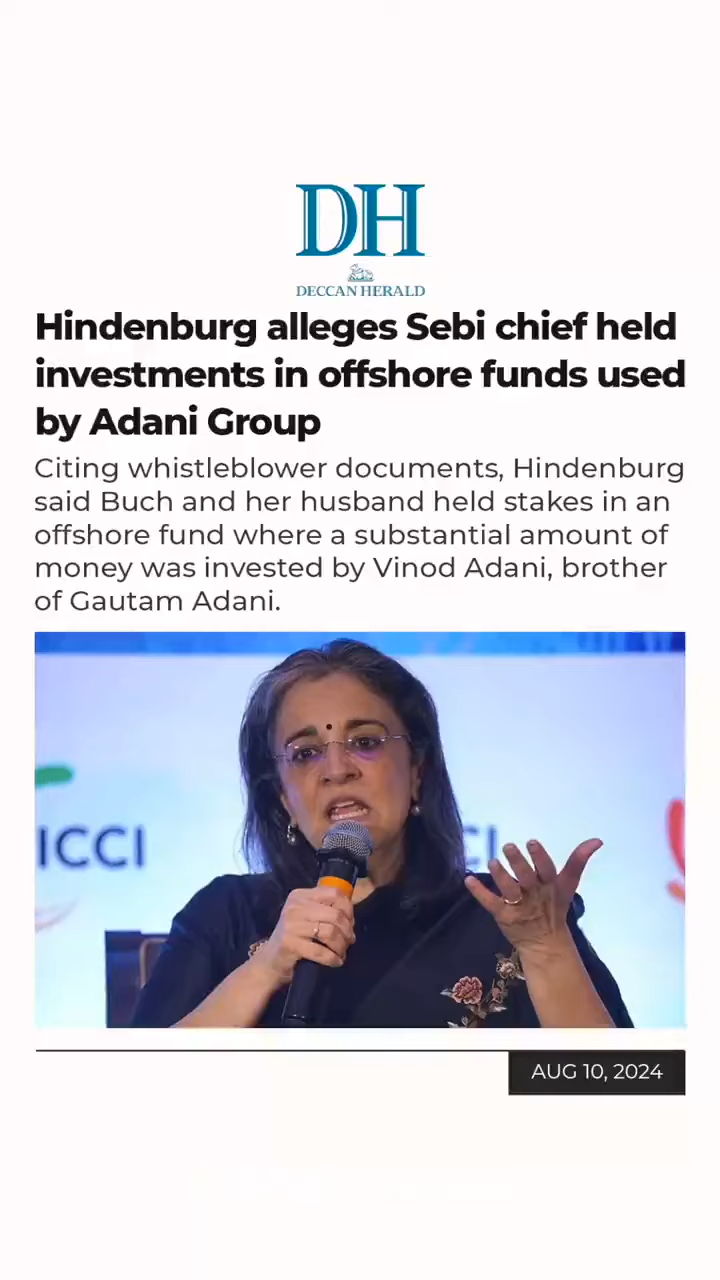 DH
DECCAN HERALD
Hindenburg alleges Sebi chief held
investments in offshore funds used
by Adani Group
Citing whistleblower documents, Hindenburg
said Buch and her husband held stakes in an
offshore fund where a substantial amount of
money was invested by Vinod Adani, brother
of Gautam Adani.
ICCI
CI
AUG 10, 2024